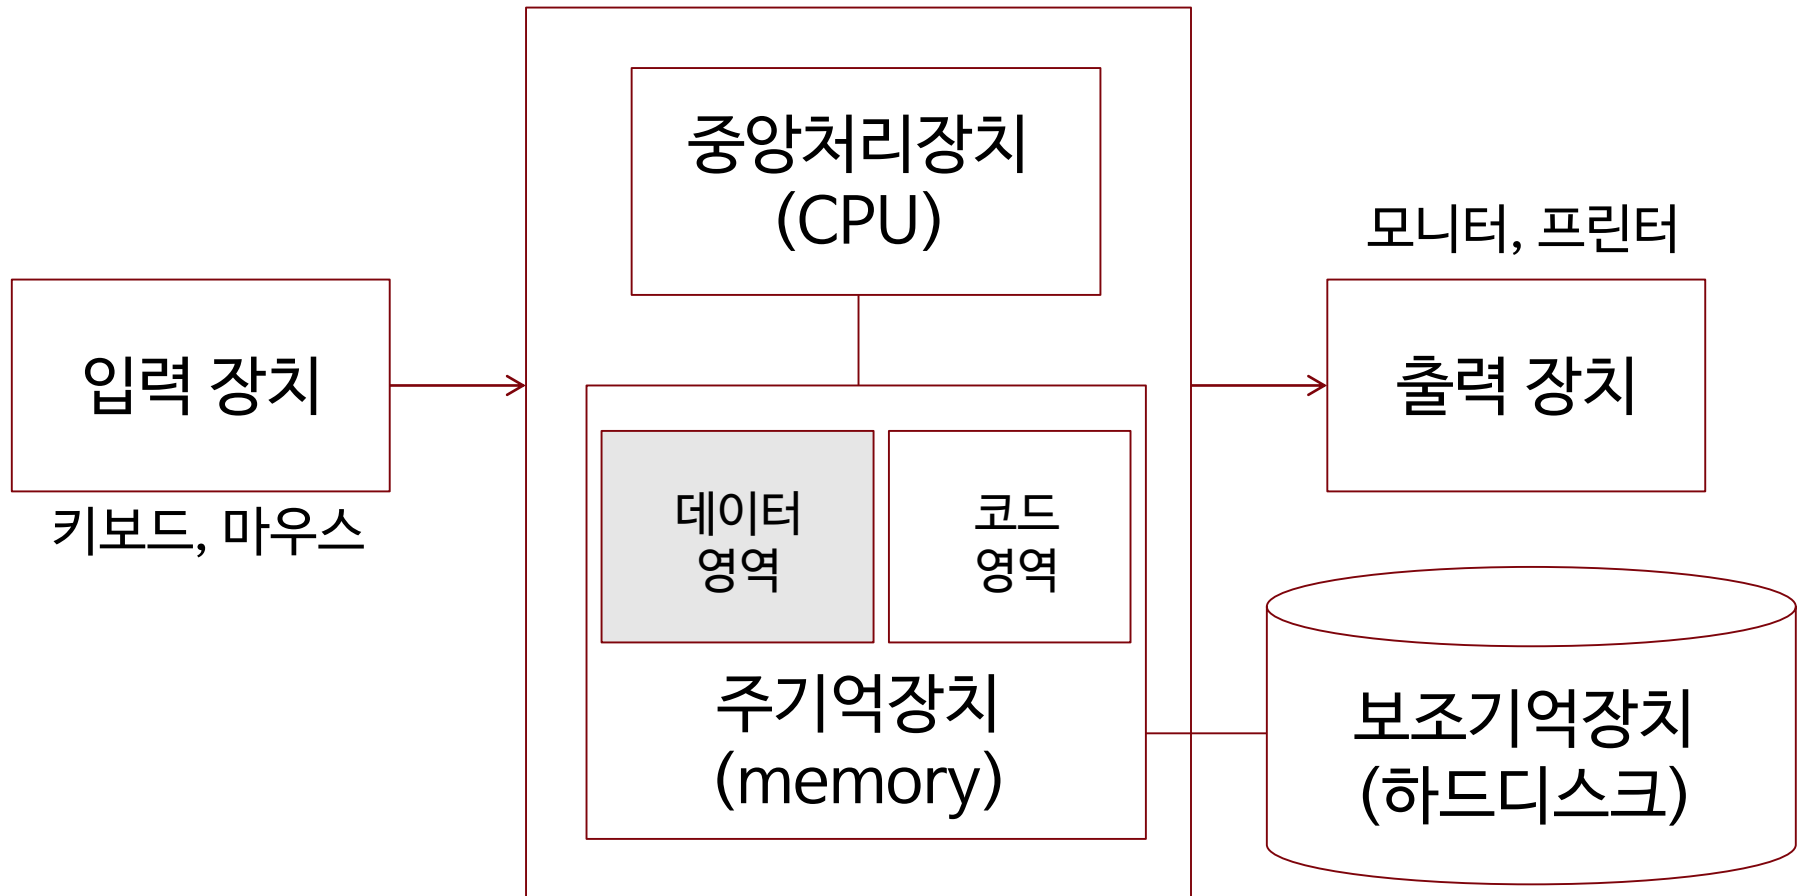 중앙처리장치
(CPU)
모니터, 프린터
입력 장치
출력 장치
키보드, 마우스
데이터
영역
코드
영역
주기억장치
(memory)
보조기억장치
(하드디스크)